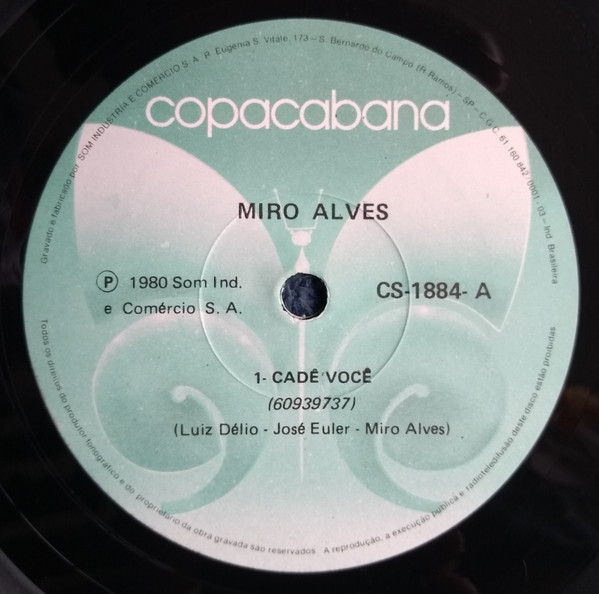 Gravado e fabricado por SOM INDÚSTRIA E COMÉRCIO S. A. R. Eugênia S. Vitale, 173 - S. Bernardo do Campo (R. Ramos) - SP - C.G.C. 61 160 842/0001-03 - Ind. Brasileira
copacabana
MIRO ALVES
Ⓟ 1980 Som Ind.
e Comércio S. A.
CS-1884- A
1- CADÊ VOCÊ
(60939737)
(Luiz Délio - José Euler - Miro Alves)
Todos os direitos do produtor fonográfico e do proprietário da obra gravada são reservados. A reprodução, a execução pública e radioteledifusão deste disco estão proibidas